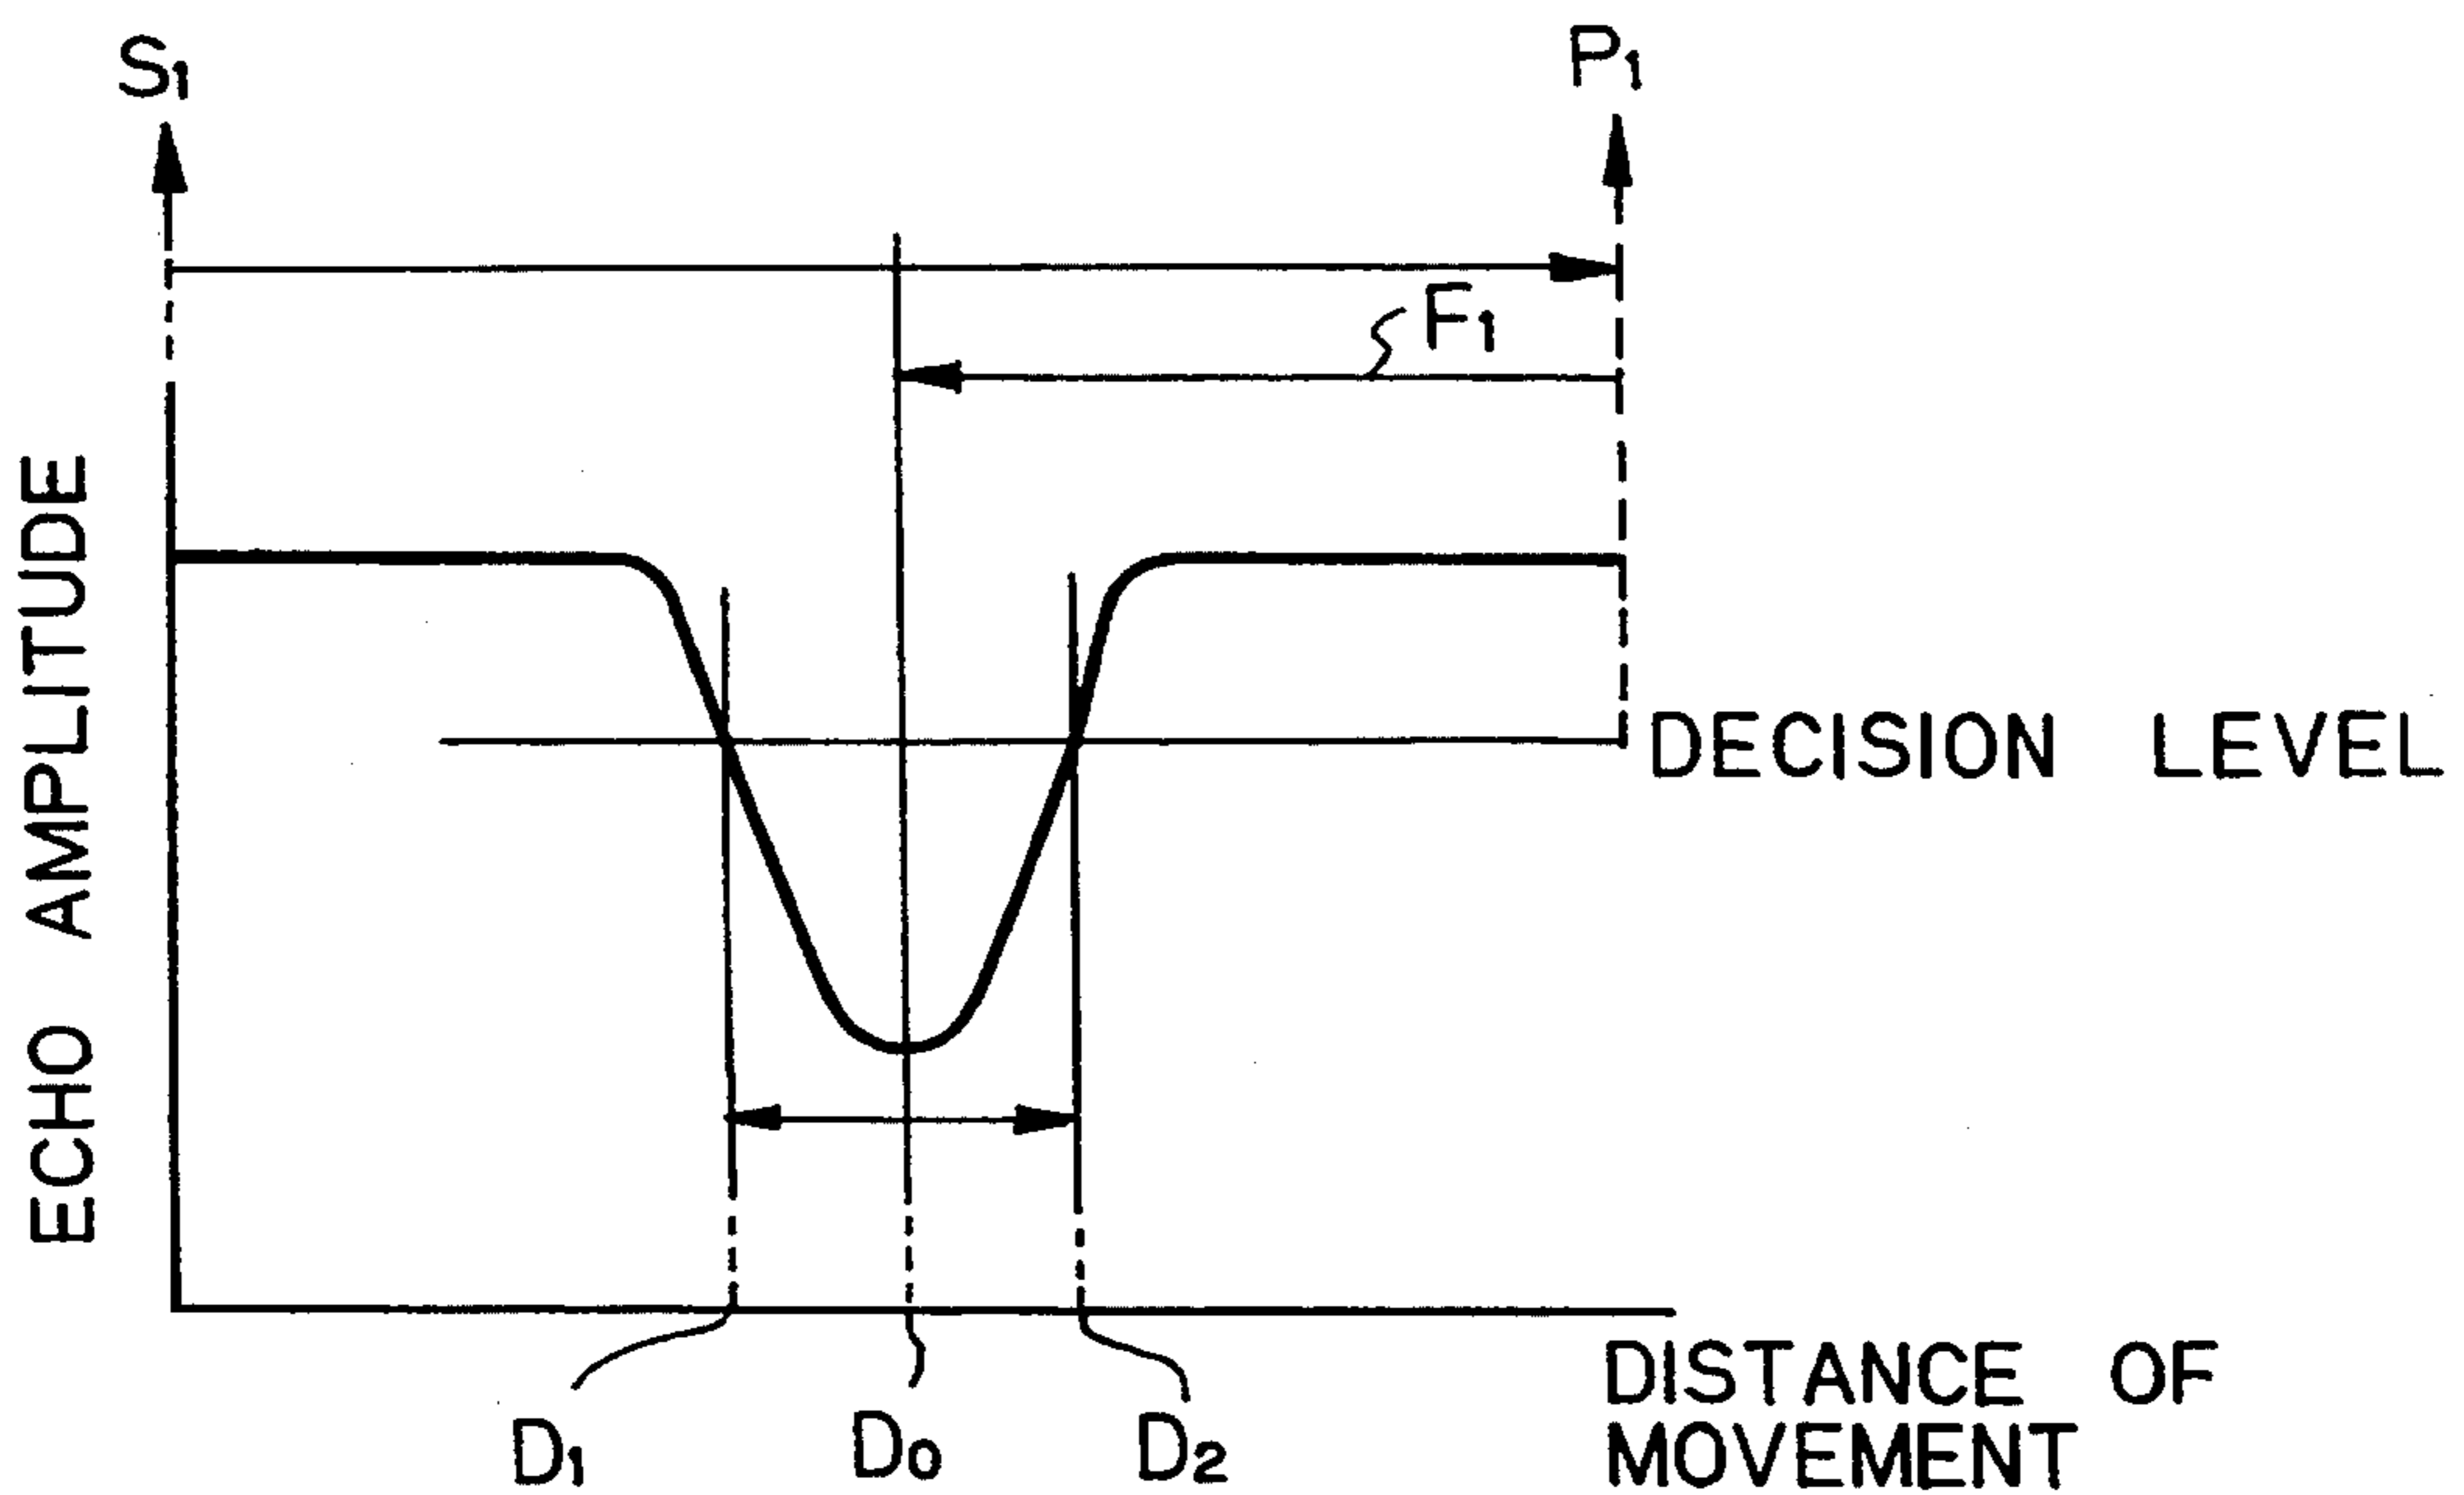 S1
P1
F1
ECHO AMPLITUDE
DECISION LEVEL
D1
D0
D2
DISTANCE OF
MOVEMENT